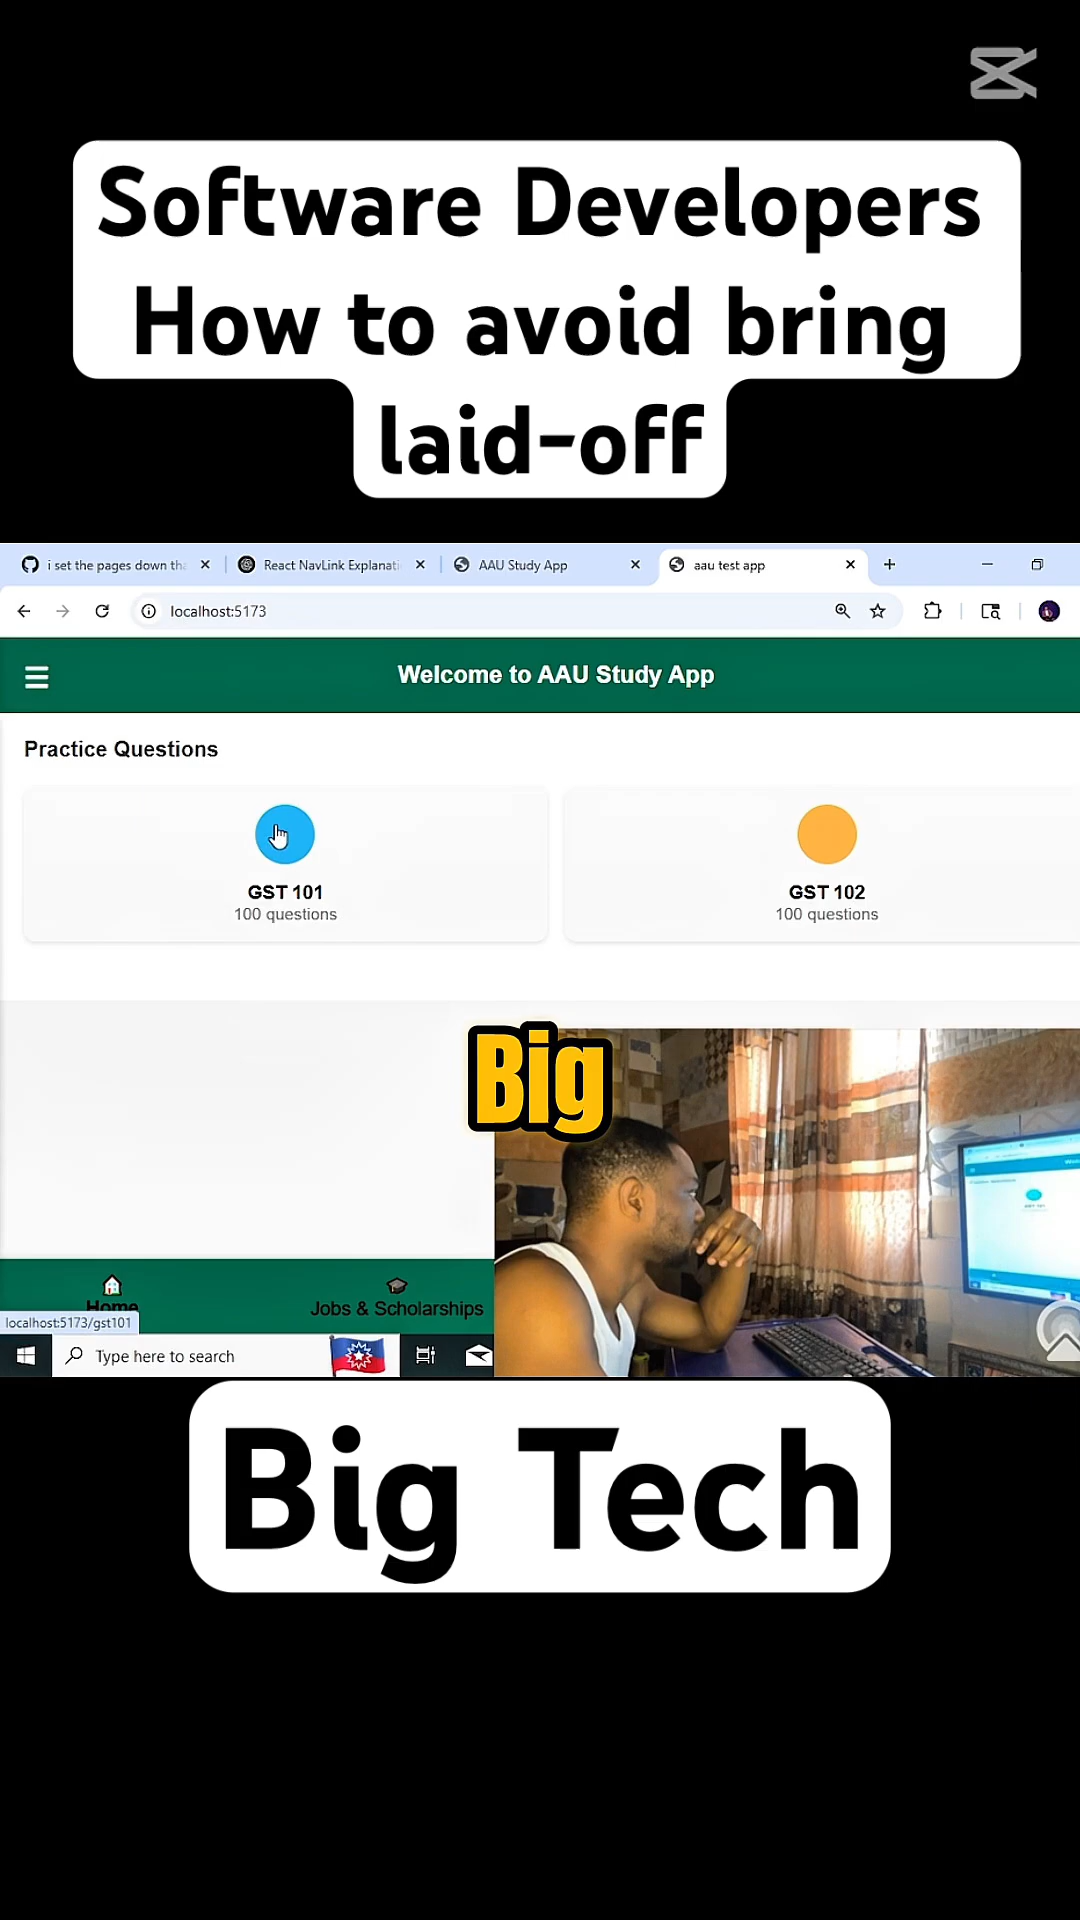 Software Developers
How to avoid bring
laid-off
i set the pages down tha
React NavLink Explanati
AAU Study App
aau test app
localhost:5173
Welcome to AAU Study App
Practice Questions
GST 101
100 questions
GST 102
100 questions
Big
Home
Jobs & Scholarships
localhost:5173/gst101
Type here to search
Big Tech